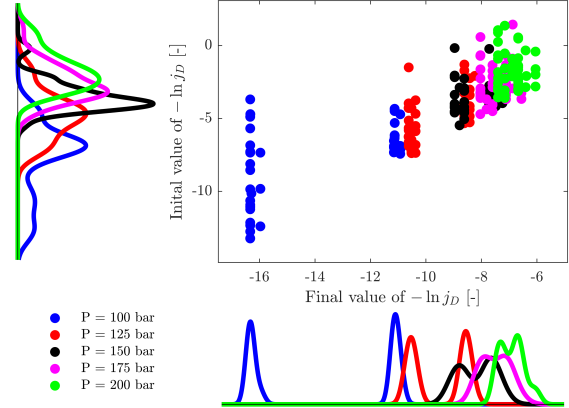 Inital value of − ln j_D [-]
0
-5
-10
-16 -14 -12 -10 -8 -6
Final value of − ln j_D [-]
P = 100 bar
P = 125 bar
P = 150 bar
P = 175 bar
P = 200 bar